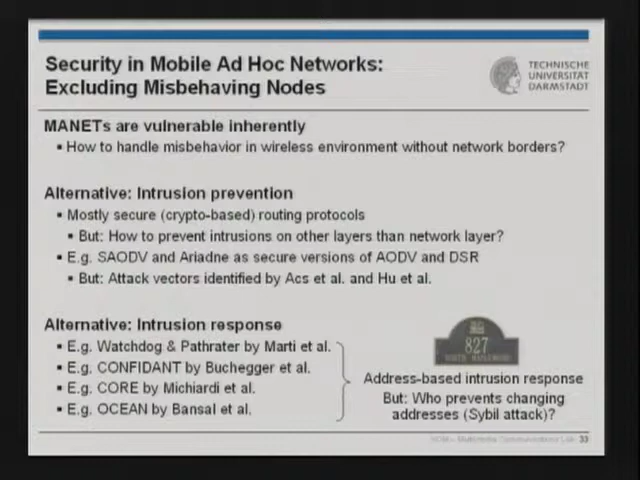 Security in Mobile Ad Hoc Networks:
Excluding Misbehaving Nodes
TECHNISCHE
UNIVERSITÄT
DARMSTADT
MANETs are vulnerable inherently
▪ How to handle misbehavior in wireless environment without network borders?
Alternative: Intrusion prevention
▪ Mostly secure (crypto-based) routing protocols
▪ But: How to prevent intrusions on other layers than network layer?
▪ E.g. SAODV and Ariadne as secure versions of AODV and DSR
▪ But: Attack vectors identified by Acs et al. and Hu et al.
Alternative: Intrusion response
▪ E.g. Watchdog & Pathrater by Marti et al.
▪ E.g. CONFIDANT by Buchegger et al.
▪ E.g. CORE by Michiardi et al.
▪ E.g. OCEAN by Bansal et al.
827
Address-based intrusion response
But: Who prevents changing
addresses (Sybil attack)?
33